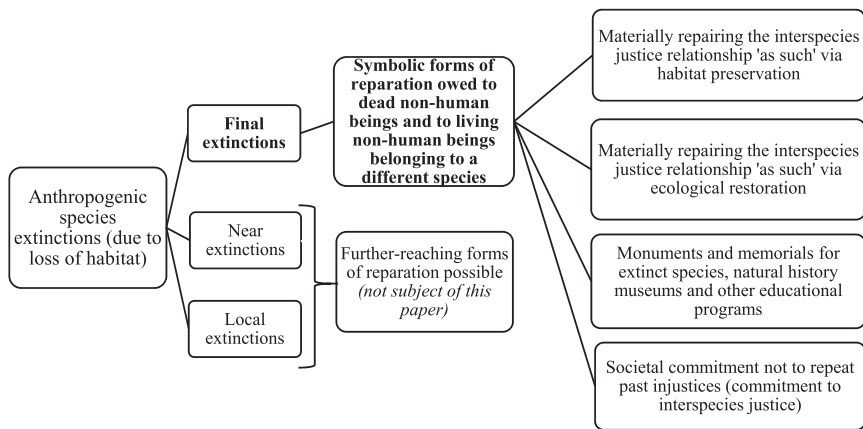 Anthropogenic
species
extinctions (due to
loss of habitat)
Final
extinctions
Near
extinctions
Local
extinctions
Symbolic forms of
reparation owed to
dead non-human
beings and to living
non-human beings
belonging to a
different species
Further-reaching forms
of reparation possible
(not subject of this
paper)
Materially repairing the interspecies
justice relationship 'as such' via
habitat preservation
Materially repairing the interspecies
justice relationship 'as such' via
ecological restoration
Monuments and memorials for
extinct species, natural history
museums and other educational
programs
Societal commitment not to repeat
past injustices (commitment to
interspecies justice)